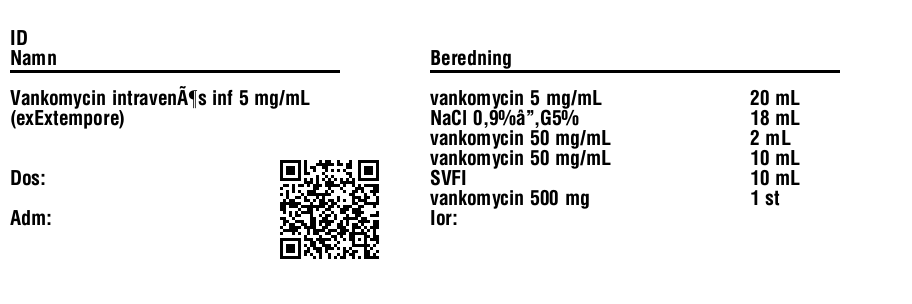 ID
Namn
Vankomycin intravenÃ¶s inf 5 mg/mL
(exExtempore)
Dos:
Adm:
Beredning
vankomycin 5 mg/mL 20 mL
NaCl 0,9%â”‚G5% 18 mL
vankomycin 50 mg/mL 2 mL
vankomycin 50 mg/mL 10 mL
SVFI 10 mL
vankomycin 500 mg 1 st
Ior: